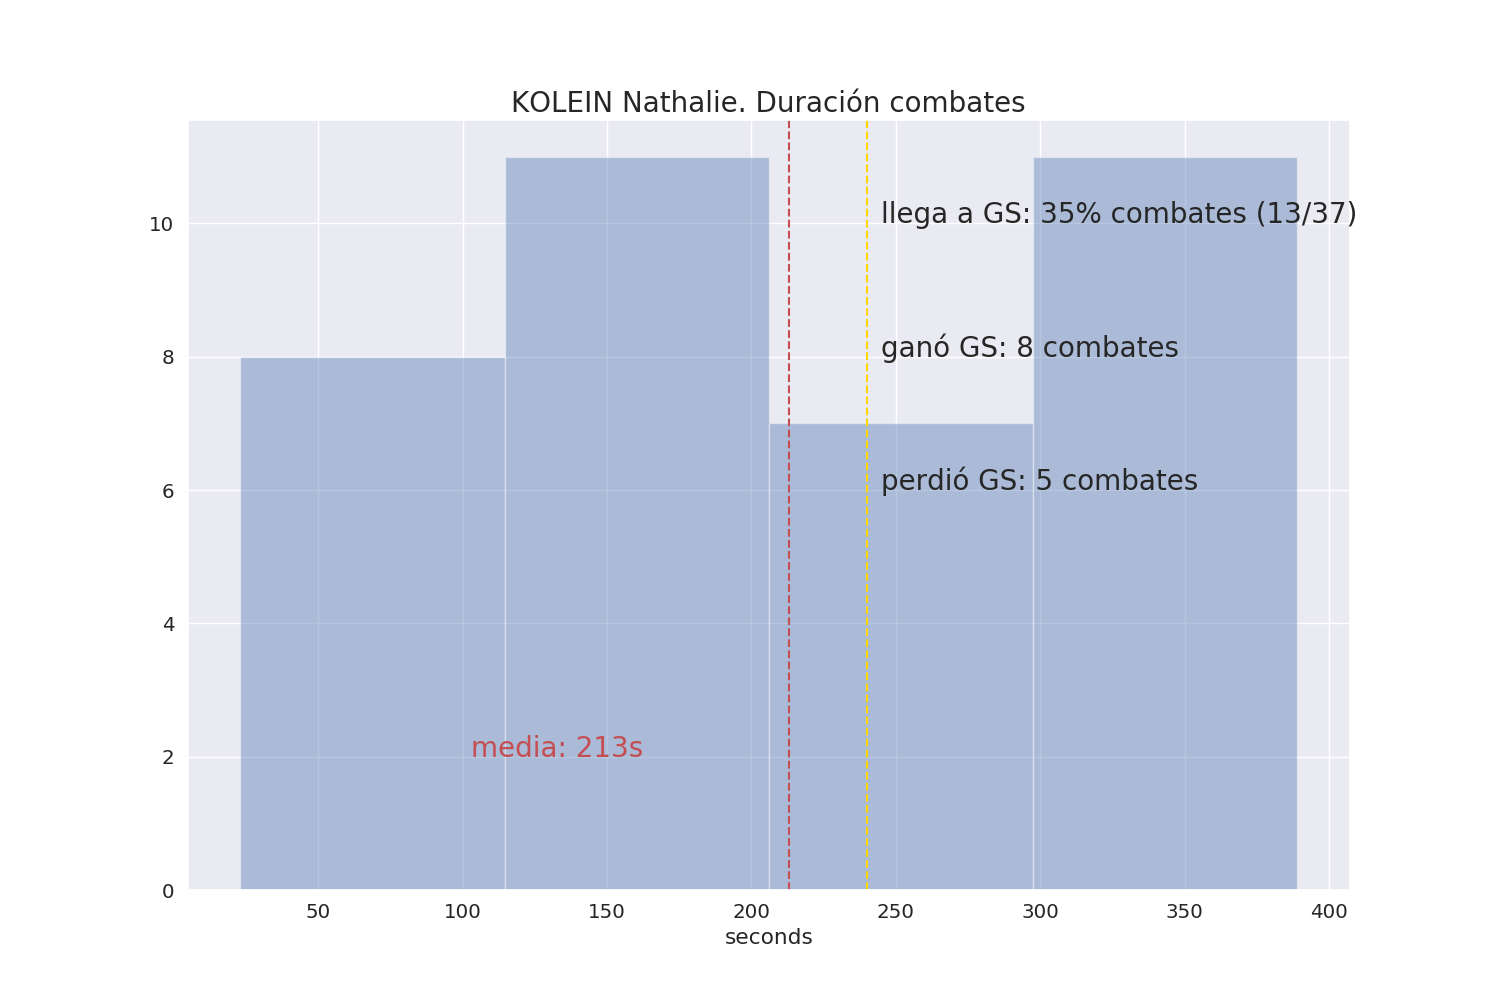 KOLEIN Nathalie. Duración combates
llega a GS: 35% combates (13/37)
ganó GS: 8 combates
perdió GS: 5 combates
media: 213s
10
8
6
4
2
0
50 100 150 200 250 300 350 400
seconds